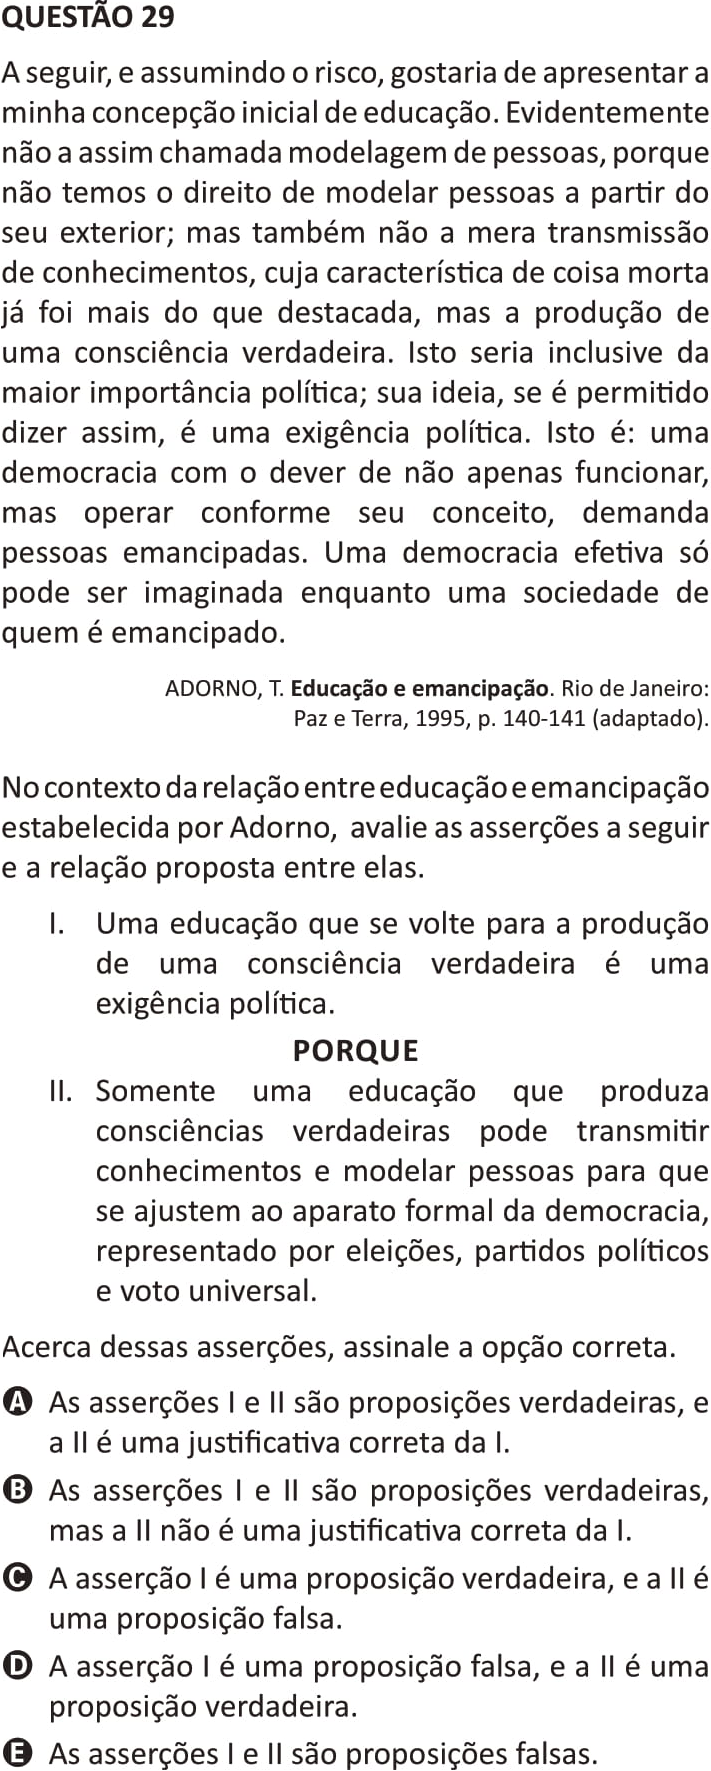 QUESTÃO 29
A seguir, e assumindo o risco, gostaria de apresentar a
minha concepção inicial de educação. Evidentemente
não a assim chamada modelagem de pessoas, porque
não temos o direito de modelar pessoas a partir do
seu exterior; mas também não a mera transmissão
de conhecimentos, cuja característica de coisa morta
já foi mais do que destacada, mas a produção de
uma consciência verdadeira. Isto seria inclusive da
maior importância política; sua ideia, se é permitido
dizer assim, é uma exigência política. Isto é: uma
democracia com o dever de não apenas funcionar,
mas operar conforme seu conceito, demanda
pessoas emancipadas. Uma democracia efetiva só
pode ser imaginada enquanto uma sociedade de
quem é emancipado.
ADORNO, T. Educação e emancipação. Rio de Janeiro:
Paz e Terra, 1995, p. 140-141 (adaptado).
No contexto da relação entre educação e emancipação
estabelecida por Adorno, avalie as asserções a seguir
e a relação proposta entre elas.
I. Uma educação que se volte para a produção
de uma consciência verdadeira é uma
exigência política.
PORQUE
II. Somente uma educação que produza
consciências verdadeiras pode transmitir
conhecimentos e modelar pessoas para que
se ajustem ao aparato formal da democracia,
representado por eleições, partidos políticos
e voto universal.
Acerca dessas asserções, assinale a opção correta.
A As asserções I e II são proposições verdadeiras, e
a II é uma justificativa correta da I.
B As asserções I e II são proposições verdadeiras,
mas a II não é uma justificativa correta da I.
C A asserção I é uma proposição verdadeira, e a II é
uma proposição falsa.
D A asserção I é uma proposição falsa, e a II é uma
proposição verdadeira.
E As asserções I e II são proposições falsas.